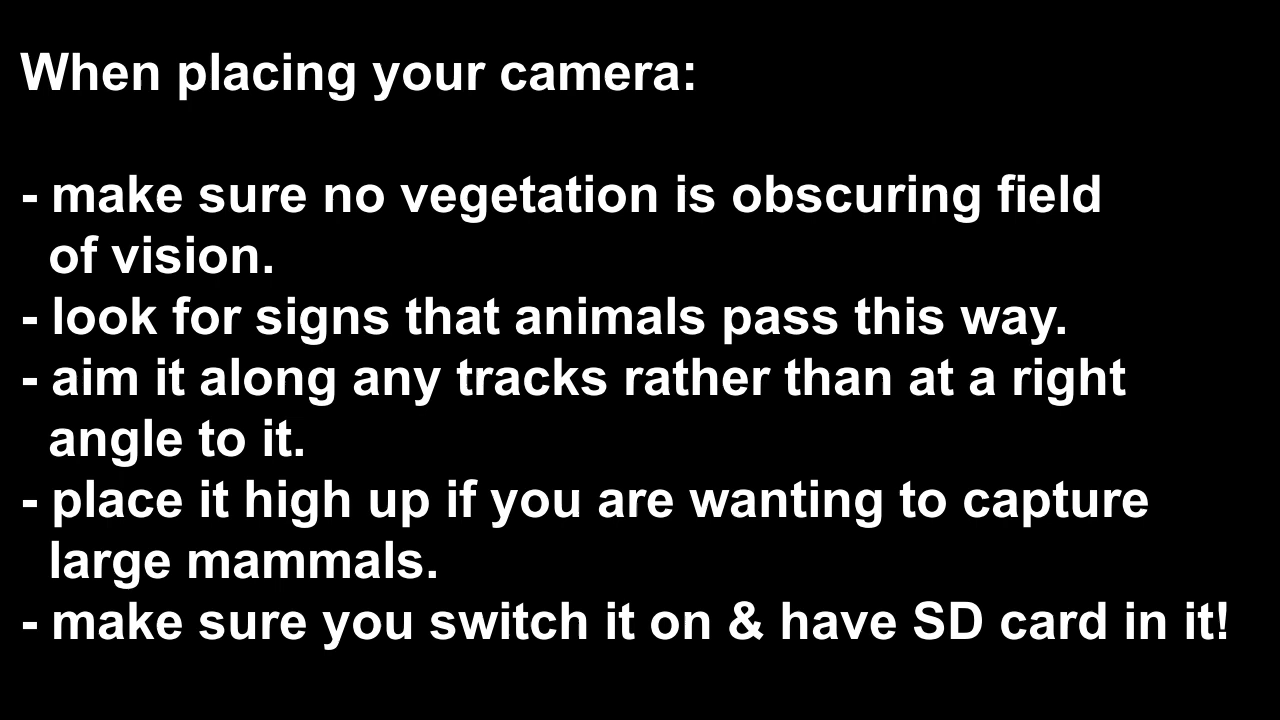 When placing your camera:
- make sure no vegetation is obscuring field
of vision.
- look for signs that animals pass this way.
- aim it along any tracks rather than at a right
angle to it.
- place it high up if you are wanting to capture
large mammals.
- make sure you switch it on & have SD card in it!